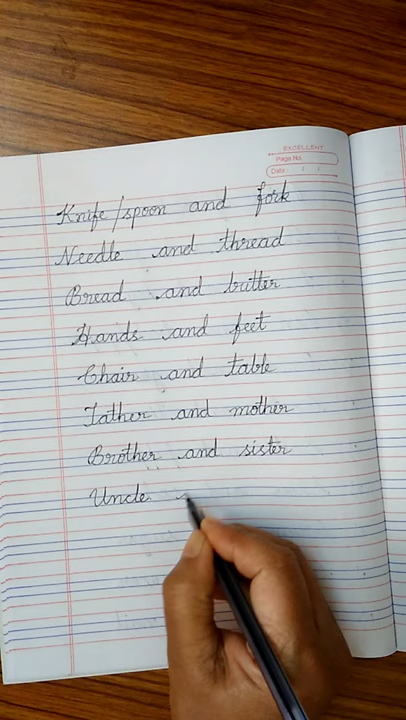 EXCELLENT
Page No.
Date
Knife/spoon and fork
Needle and thread
Bread and butter
Hands and feet
Chair and table
Father and mother
Brother and sister
Uncle